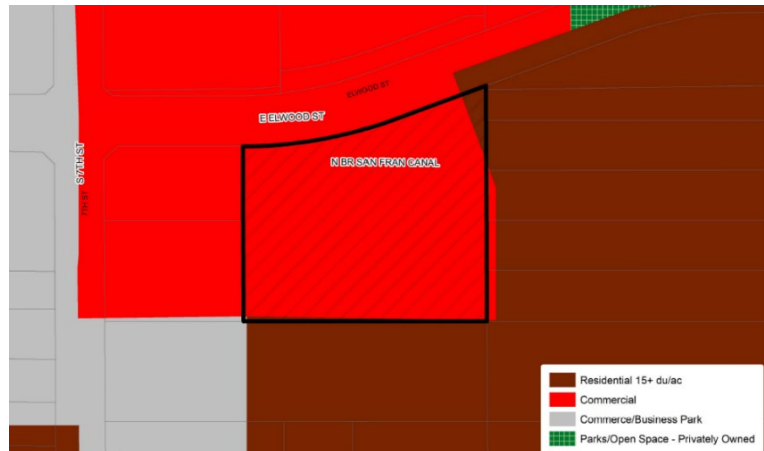 ELWOOD ST
E ELWOOD ST
S 7TH ST
7TH ST
N BR SAN FRAN CANAL
Residential 15+ du/ac
Commercial
Commerce/Business Park
Parks/Open Space - Privately Owned